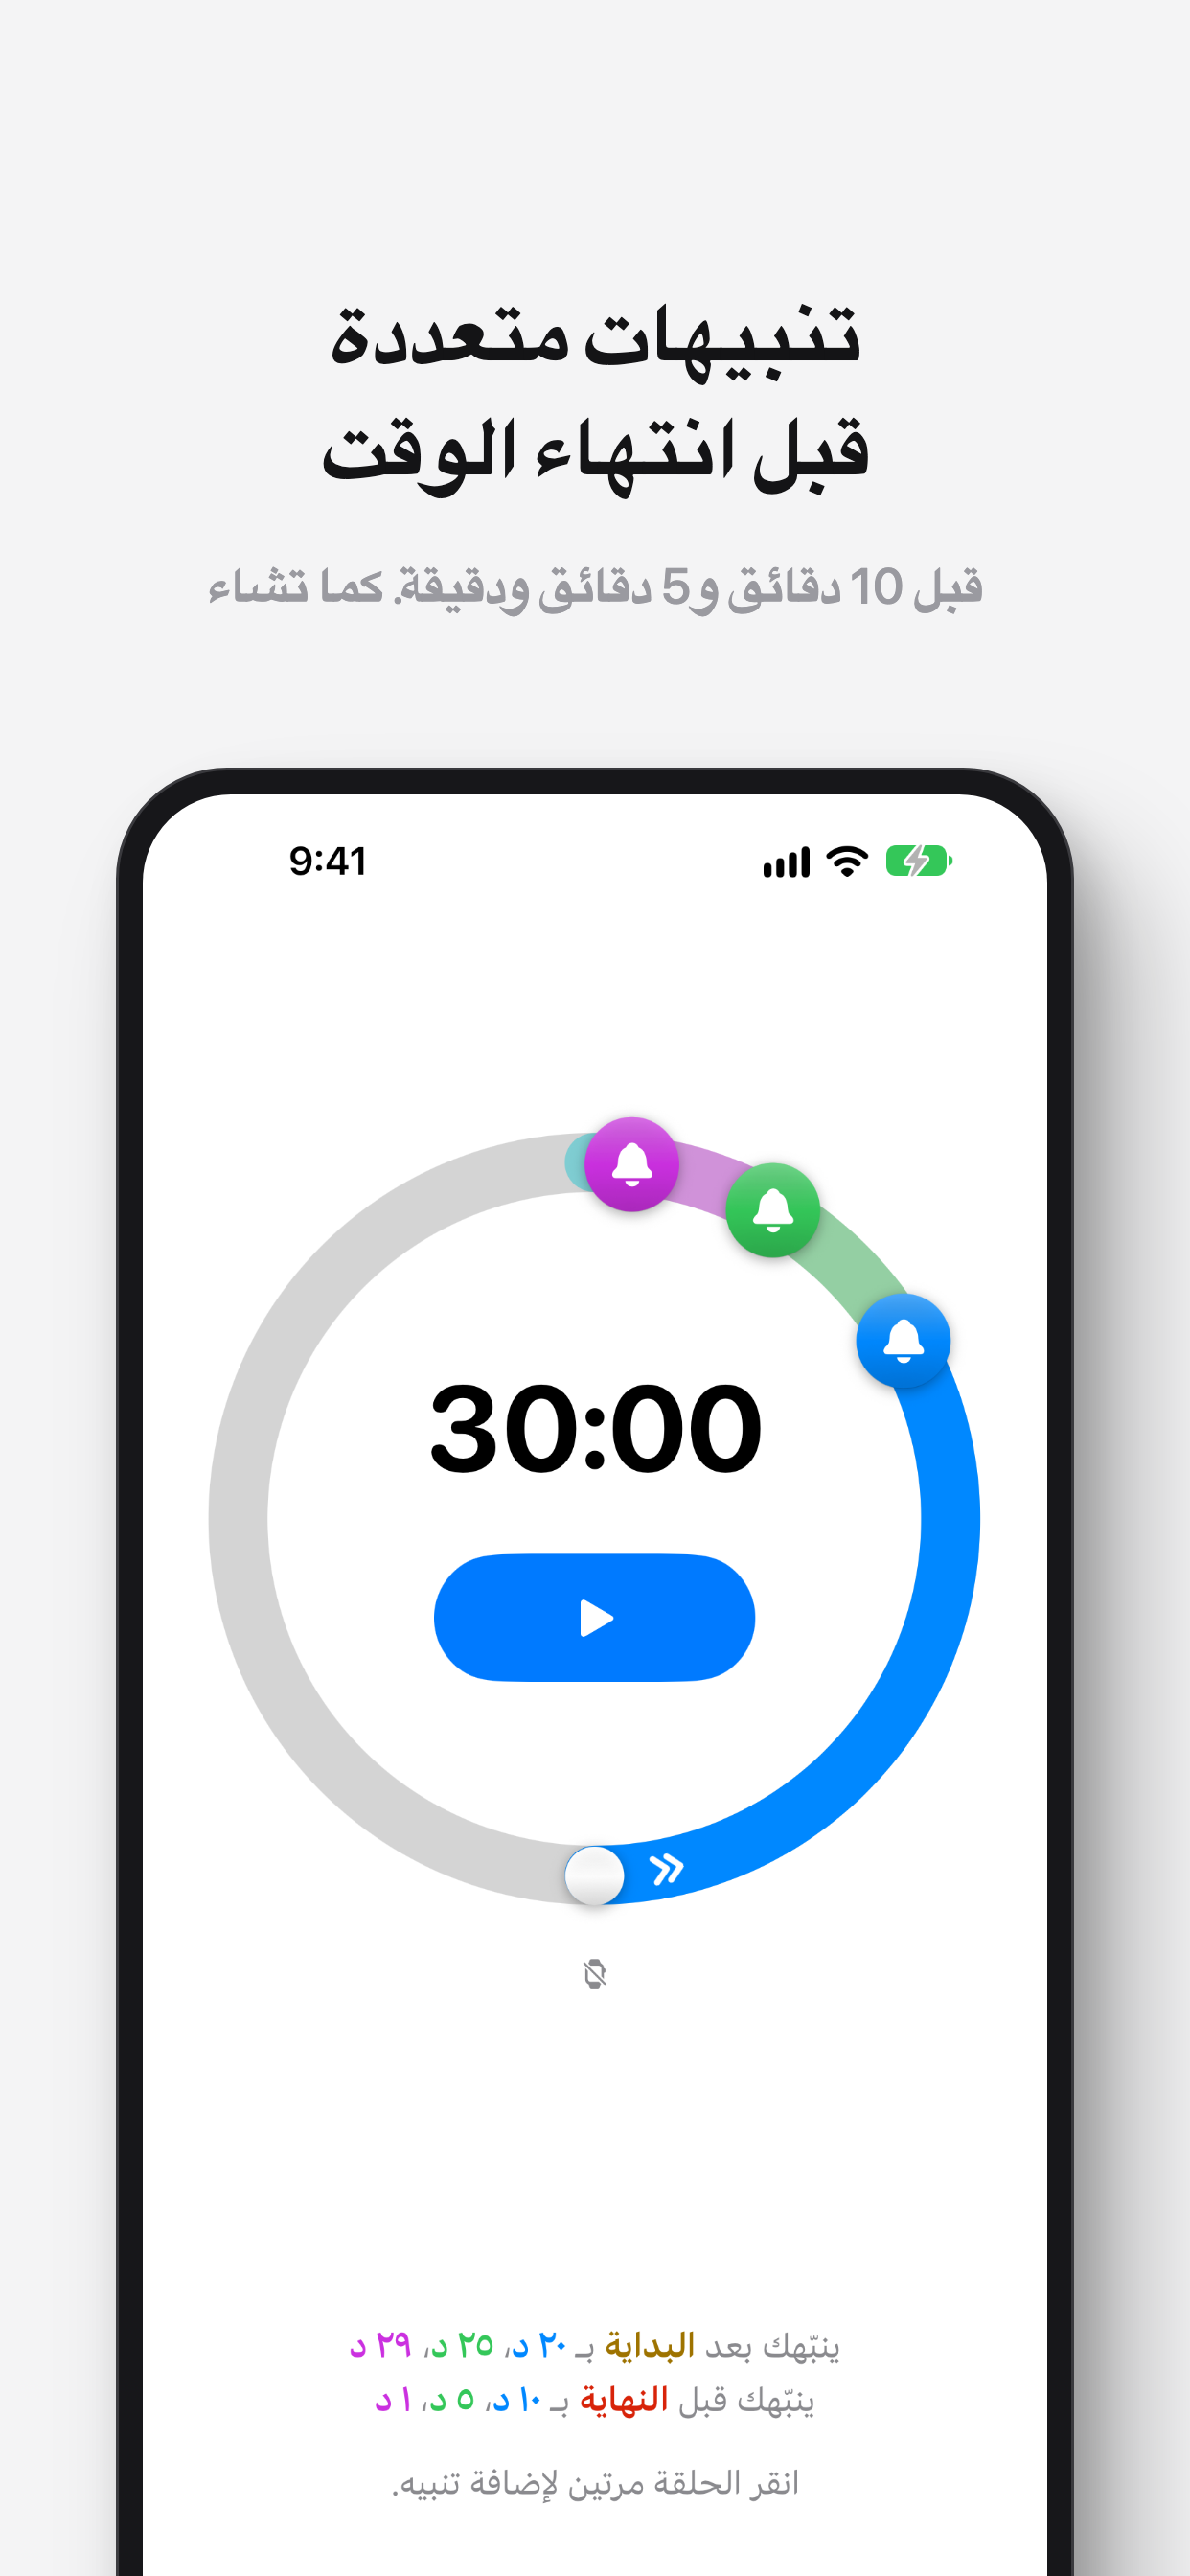 تنبيهات متعددة
قبل انتهاء الوقت
قبل 10 دقائق و5 دقائق ودقيقة. كما تشاء
9:41
30:00
ينبّهك بعد البداية بـ ٢٠ د، ٢٥ د، ٢٩ د
ينبّهك قبل النهاية بـ ١٠ د، ٥ د، ١ د
انقر الحلقة مرتين لإضافة تنبيه.